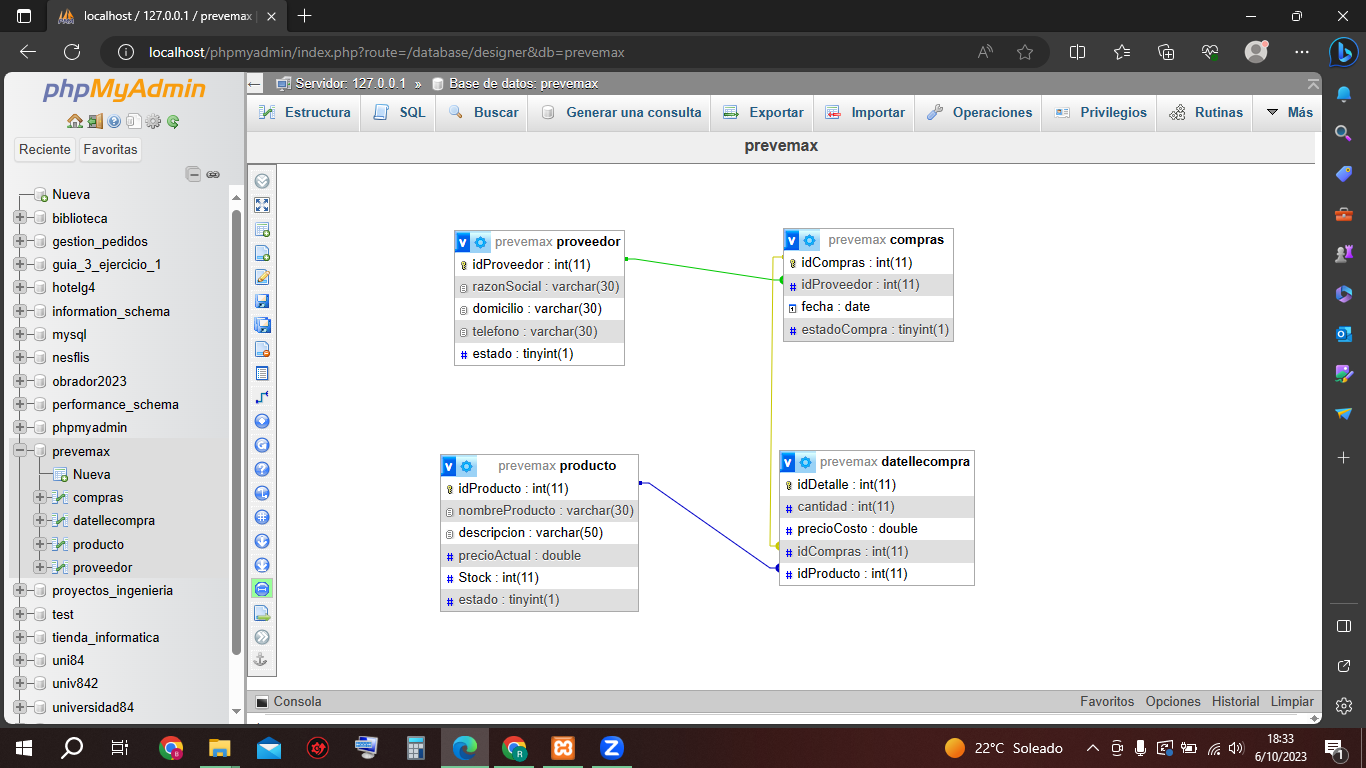 localhost / 127.0.0.1 / prevemax |
localhost/phpmyadmin/index.php?route=/database/designer&db=prevemax
phpMyAdmin
Reciente Favoritas
Nueva
biblioteca
gestion_pedidos
guia_3_ejercicio_1
hotelg4
information_schema
mysql
nesflis
obrador2023
performance_schema
phpmyadmin
prevemax
Nueva
compras
datellecompra
producto
proveedor
proyectos_ingenieria
test
tienda_informatica
uni84
univ842
universidad84
Servidor: 127.0.0.1 » Base de datos: prevemax
Estructura SQL Buscar Generar una consulta Exportar Importar Operaciones Privilegios Rutinas Más
prevemax
prevemax proveedor
idProveedor : int(11)
razonSocial : varchar(30)
domicilio : varchar(30)
telefono : varchar(30)
estado : tinyint(1)
prevemax compras
idCompras : int(11)
idProveedor : int(11)
fecha : date
estadoCompra : tinyint(1)
prevemax producto
idProducto : int(11)
nombreProducto : varchar(30)
descripcion : varchar(50)
precioActual : double
Stock : int(11)
estado : tinyint(1)
prevemax datellecompra
idDetalle : int(11)
cantidad : int(11)
precioCosto : double
idCompras : int(11)
idProducto : int(11)
Consola Favoritos Opciones Historial Limpiar
22°C Soleado
18:33
6/10/2023
1